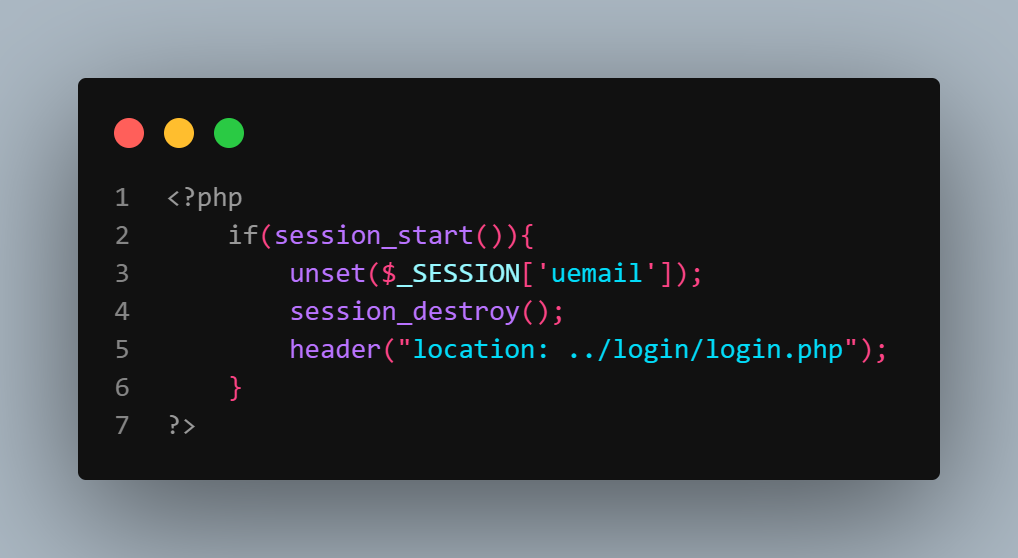 1 <?php
2     if(session_start()){
3         unset($_SESSION['uemail']);
4         session_destroy();
5         header("location: ../login/login.php");
6     }
7 ?>